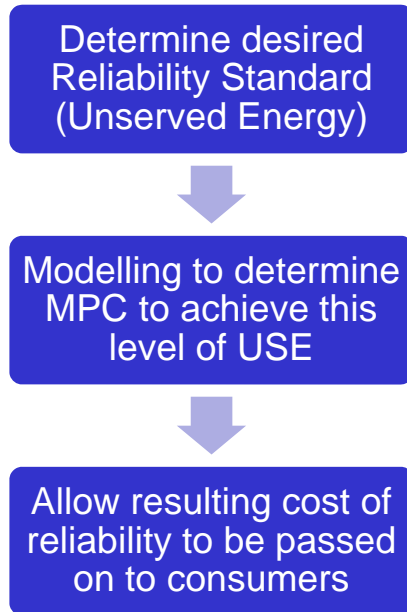 Determine desired
Reliability Standard
(Unserved Energy)
Modelling to determine
MPC to achieve this
level of USE
Allow resulting cost of
reliability to be passed
on to consumers